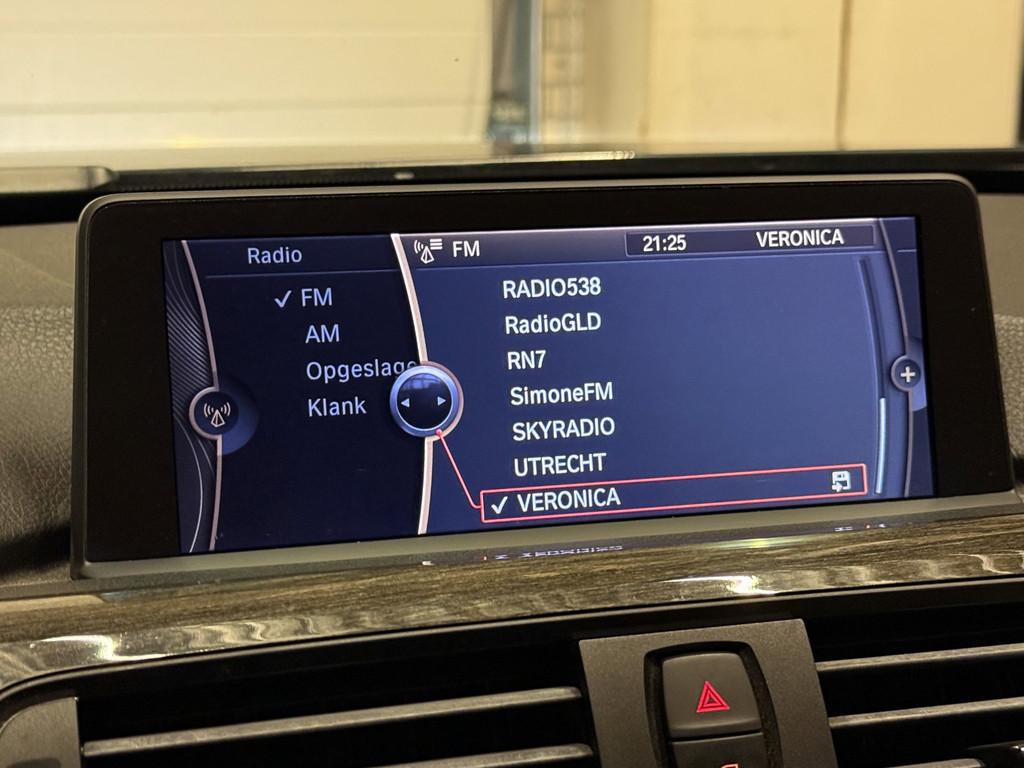 Radio
FM
AM
Opgeslage
Klank
FM
21:25 VERONICA
RADIO538
RadioGLD
RN7
SimoneFM
SKYRADIO
UTRECHT
VERONICA